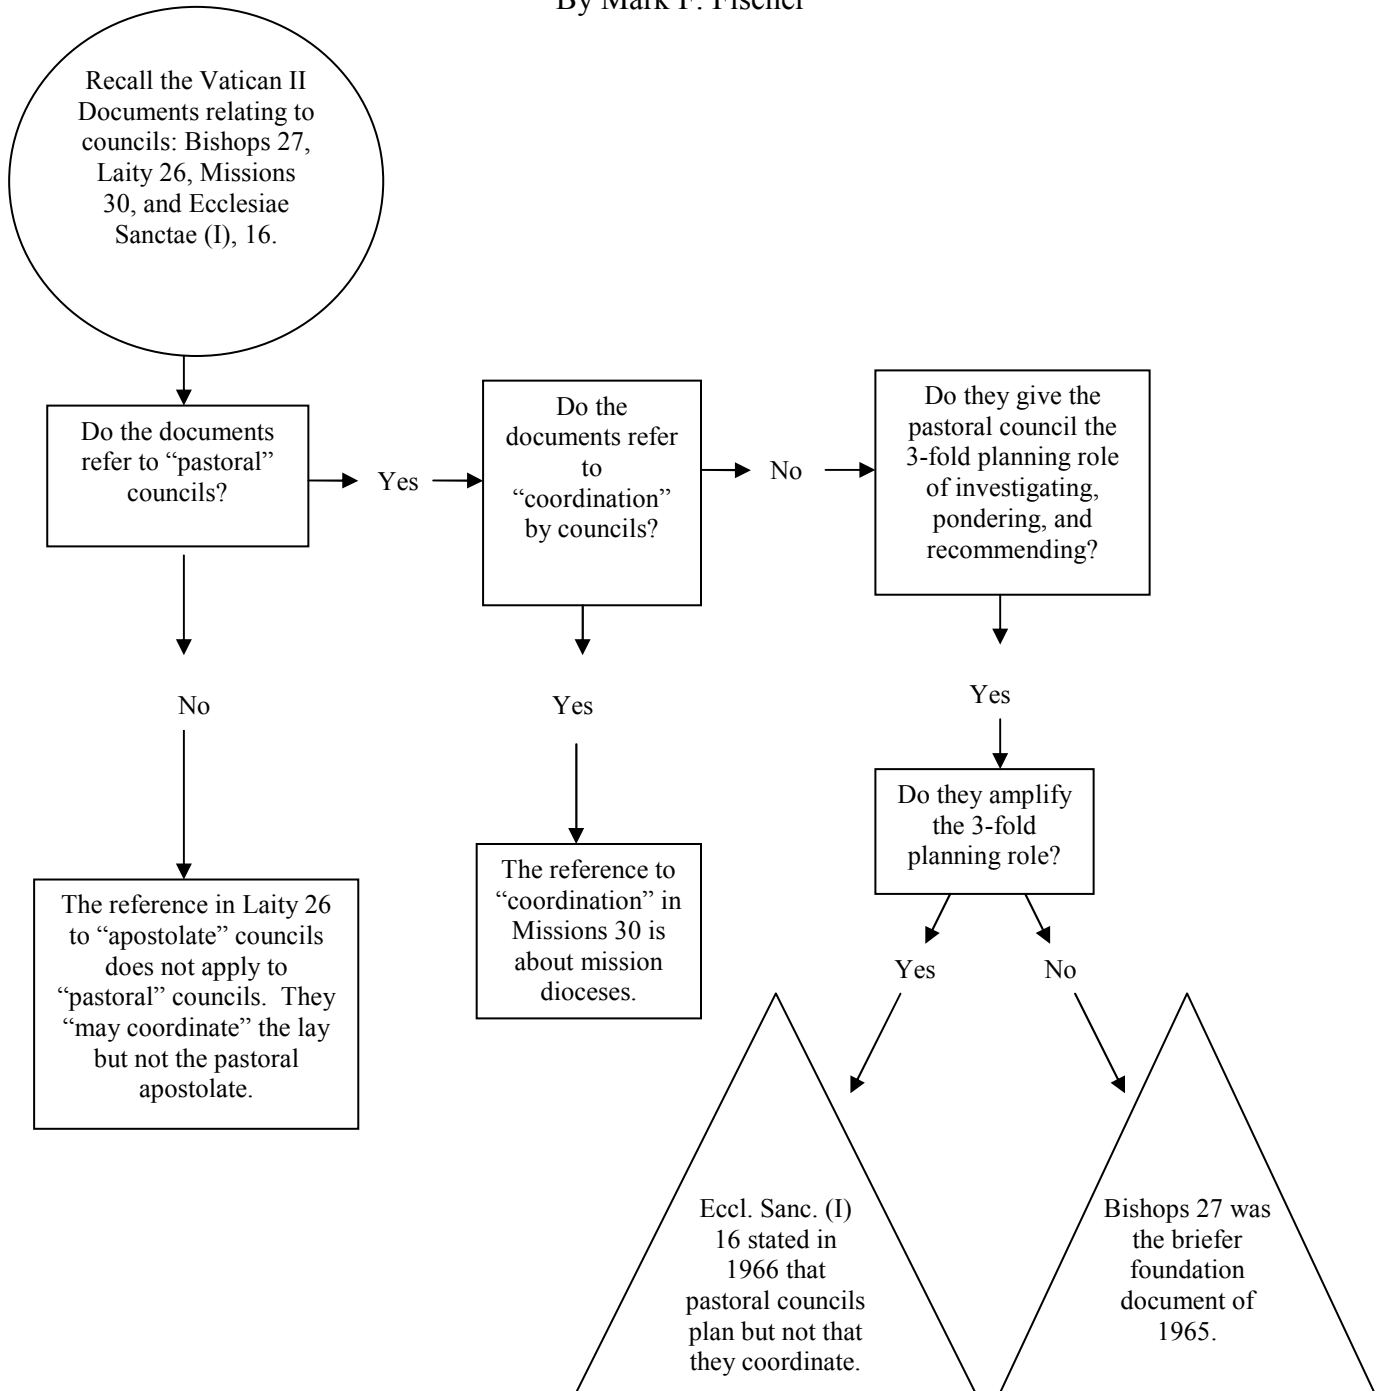 By Mark F. Fischer
Recall the Vatican II
Documents relating to
councils: Bishops 27,
Laity 26, Missions
30, and Ecclesiae
Sanctae (I), 16.
Do the documents
refer to “pastoral”
councils?
Yes
Do the
documents refer
to
“coordination”
by councils?
No
Do they give the
pastoral council the
3-fold planning role
of investigating,
pondering, and
recommending?
No
Yes
Yes
Do they amplify
the 3-fold
planning role?
The reference in Laity 26
to “apostolate” councils
does not apply to
“pastoral” councils.  They
“may coordinate” the lay
but not the pastoral
apostolate.
The reference to
“coordination” in
Missions 30 is
about mission
dioceses.
Yes
No
Eccl. Sanc. (I)
16 stated in
1966 that
pastoral councils
plan but not that
they coordinate.
Bishops 27 was
the briefer
foundation
document of
1965.